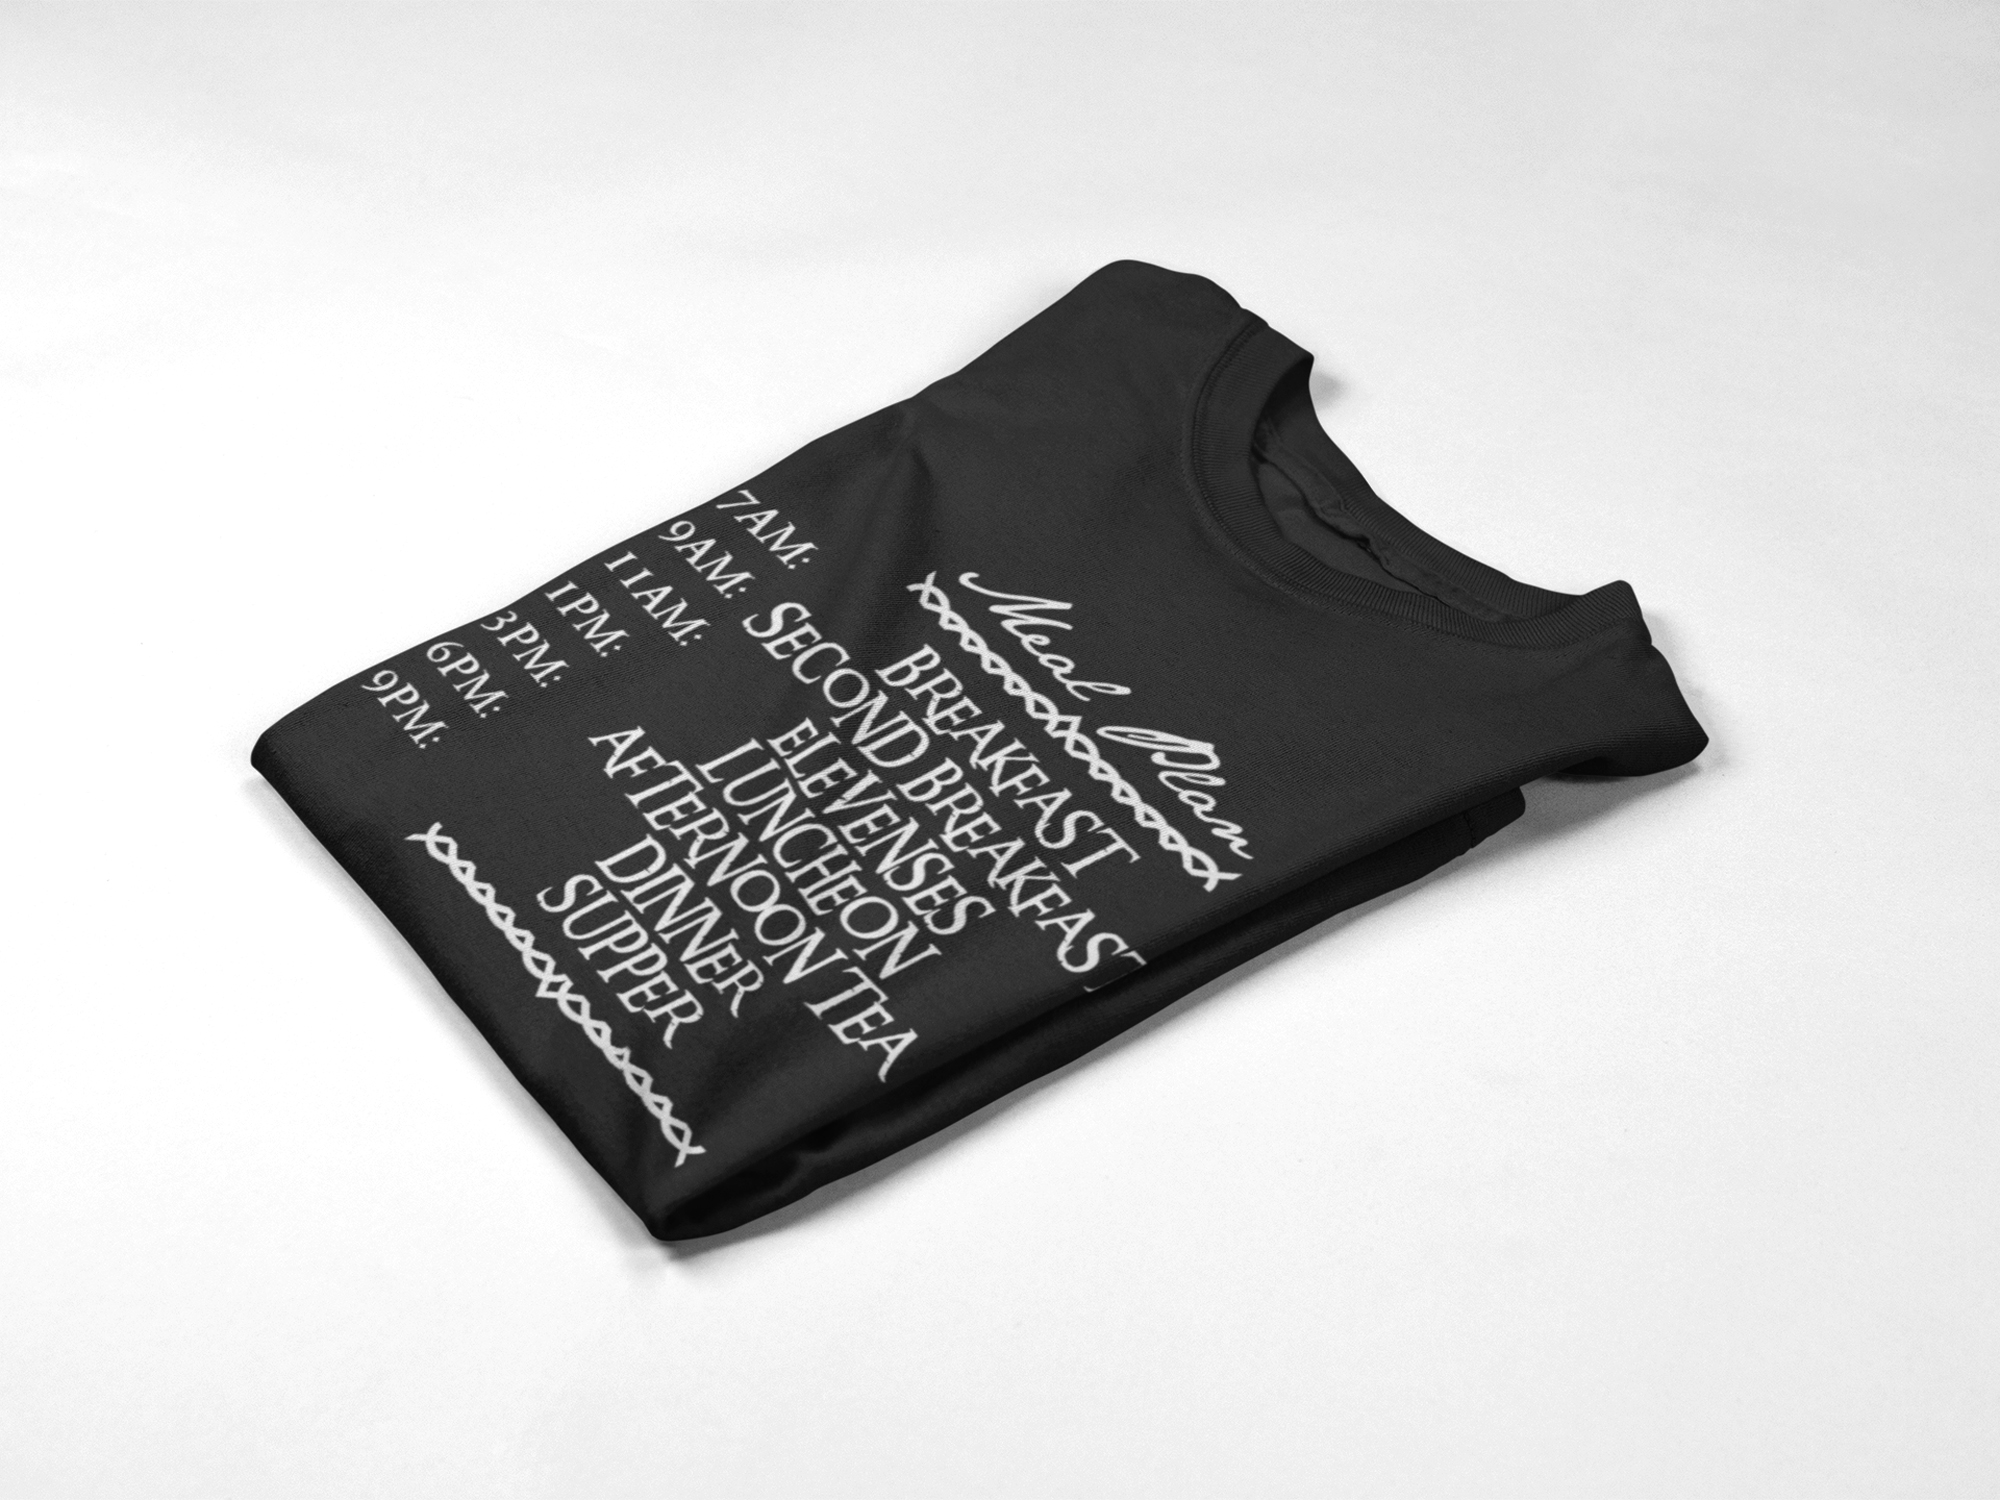 Meal Plan
7AM: BREAKFAST
9AM: SECOND BREAKFAST
11AM: ELEVENSES
1PM: LUNCHEON
3PM: AFTERNOON TEA
6PM: DINNER
9PM: SUPPER